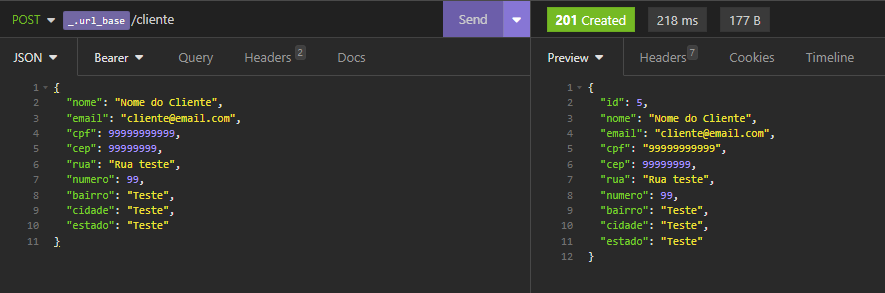 POST _.url_base /cliente Send 201 Created 218 ms 177 B
JSON Bearer Query Headers 2 Docs Preview Headers 7 Cookies Timeline
1 {
2 "nome": "Nome do Cliente",
3 "email": "cliente@email.com",
4 "cpf": 99999999999,
5 "cep": 99999999,
6 "rua": "Rua teste",
7 "numero": 99,
8 "bairro": "Teste",
9 "cidade": "Teste",
10 "estado": "Teste"
11 }
1 {
2 "id": 5,
3 "nome": "Nome do Cliente",
4 "email": "cliente@email.com",
5 "cpf": "99999999999",
6 "cep": 99999999,
7 "rua": "Rua teste",
8 "numero": 99,
9 "bairro": "Teste",
10 "cidade": "Teste",
11 "estado": "Teste"
12 }